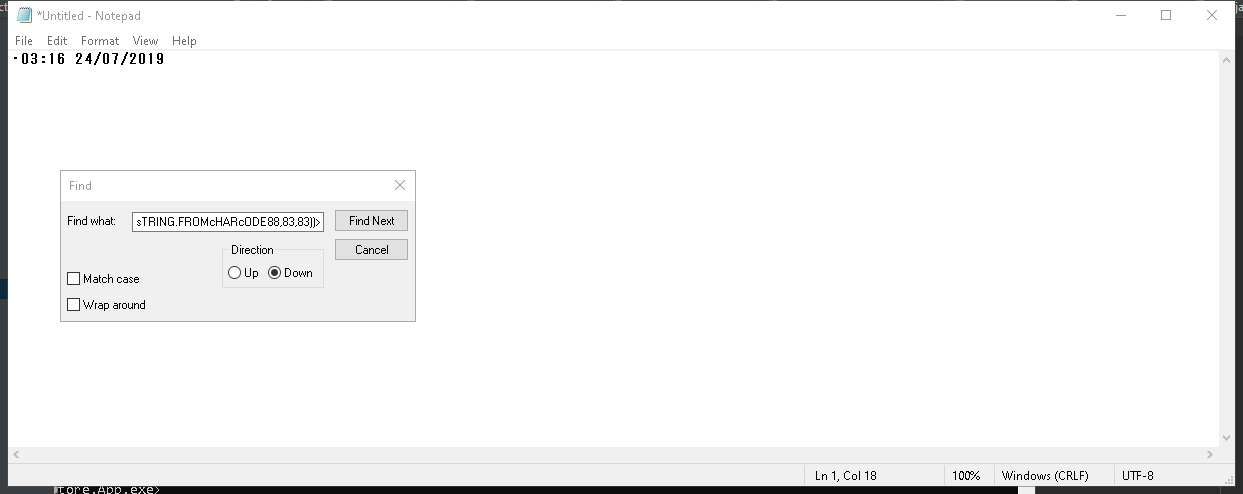 *Untitled - Notepad
File Edit Format View Help
-03:16 24/07/2019
Find
Find what: sTRING.FROMcHARcODE88,83,83))> Find Next
Direction Cancel
Up Down
Match case
Wrap around
Ln 1, Col 18 100% Windows (CRLF) UTF-8
tore.App.exe>